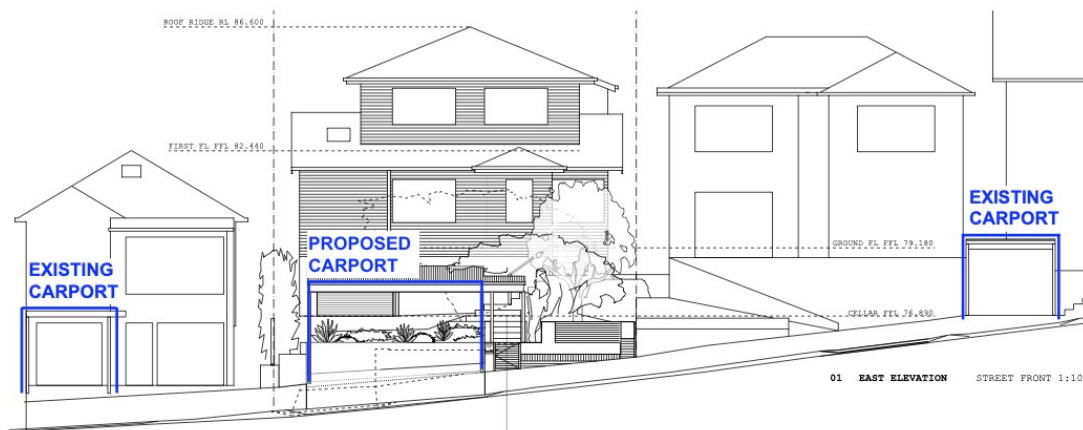 ROOF RIDGE RL 86.600
FIRST FL FFL 82.440
EXISTING
CARPORT
PROPOSED
CARPORT
EXISTING
CARPORT
GROUND FL FFL 79.180
CELLAR FFL 76.890
01 EAST ELEVATION STREET FRONT 1:10